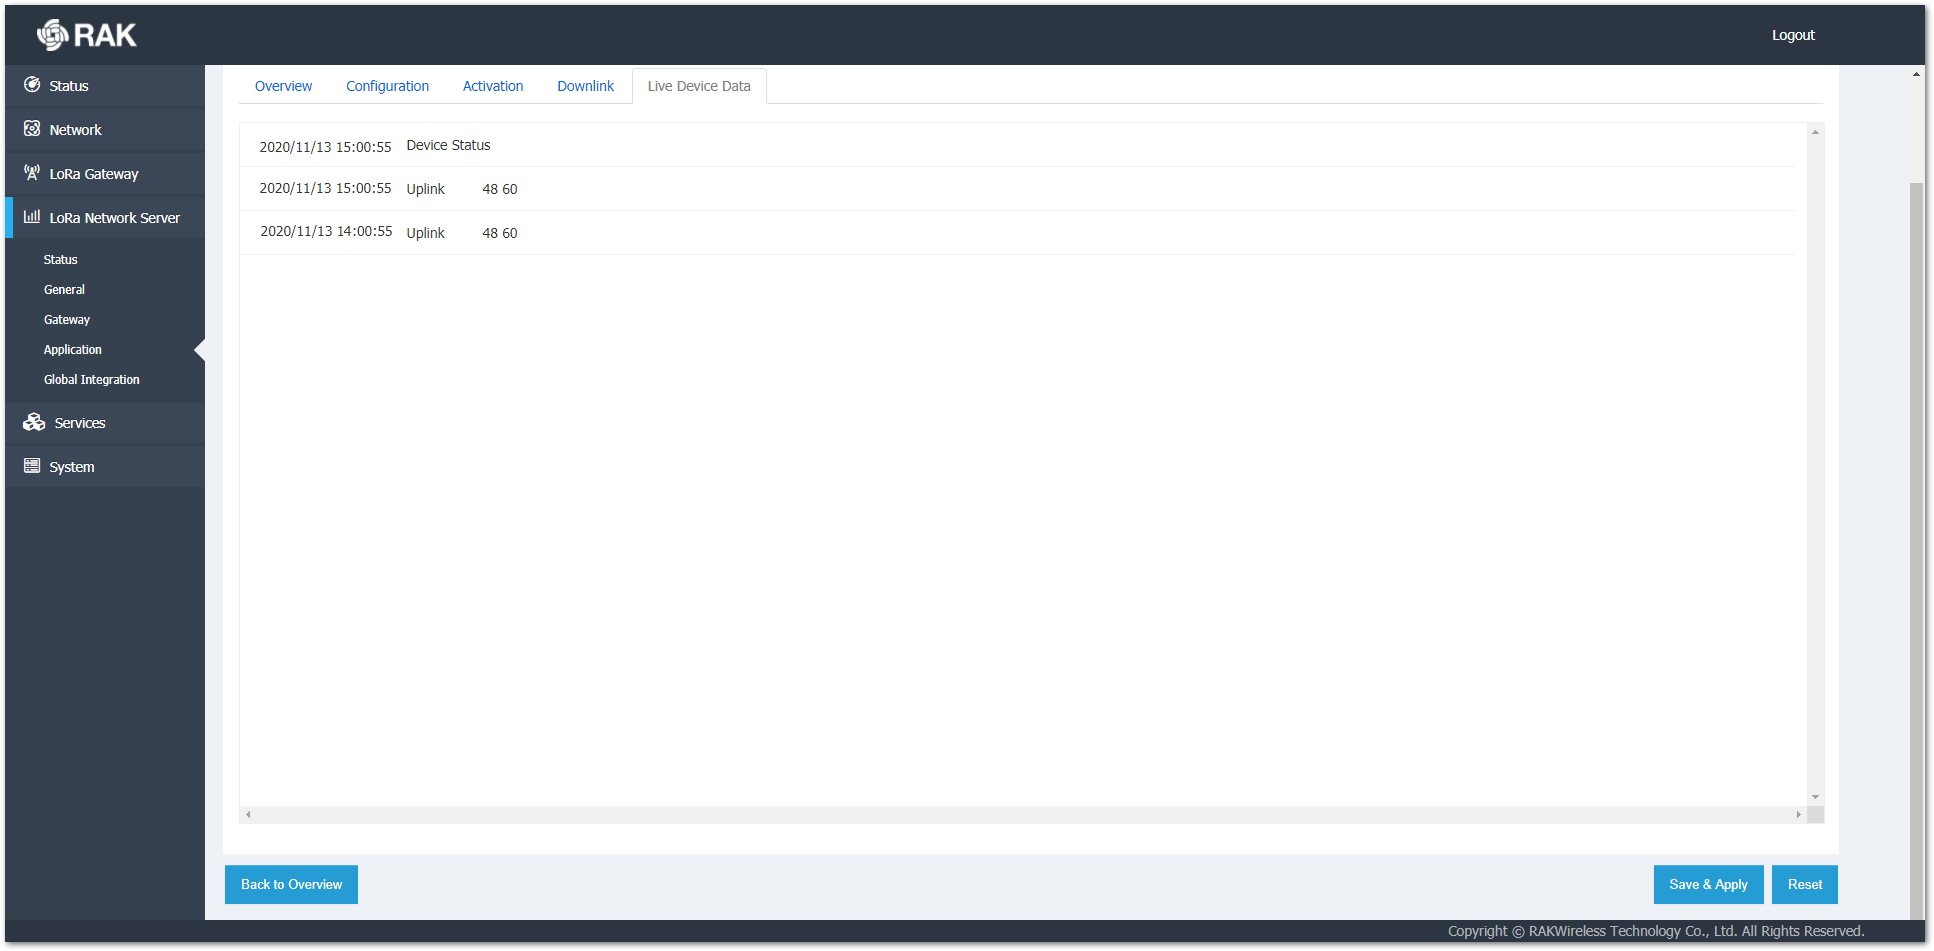 RAK
Logout
Status
Network
LoRa Gateway
LoRa Network Server
Status
General
Gateway
Application
Global Integration
Services
System
Overview Configuration Activation Downlink Live Device Data
2020/11/13 15:00:55 Device Status
2020/11/13 15:00:55 Uplink 48 60
2020/11/13 14:00:55 Uplink 48 60
Back to Overview
Save & Apply Reset
Copyright © RAKWireless Technology Co., Ltd. All Rights Reserved.